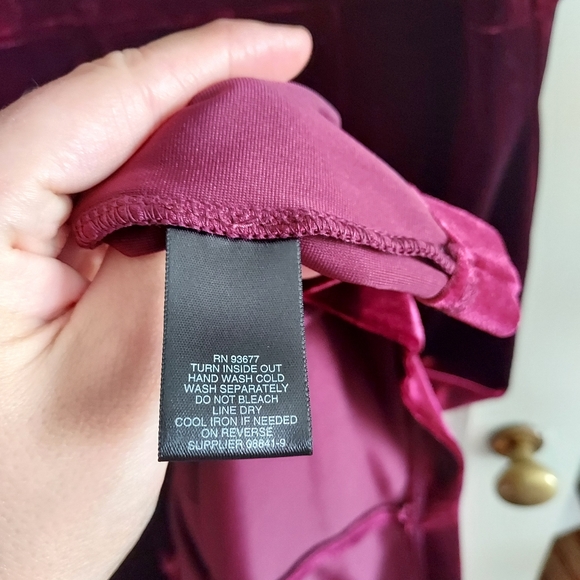 RN 93677
TURN INSIDE OUT
HAND WASH COLD
WASH SEPARATELY
DO NOT BLEACH
LINE DRY
COOL IRON IF NEEDED
ON REVERSE
SUPPLIER 08841-9